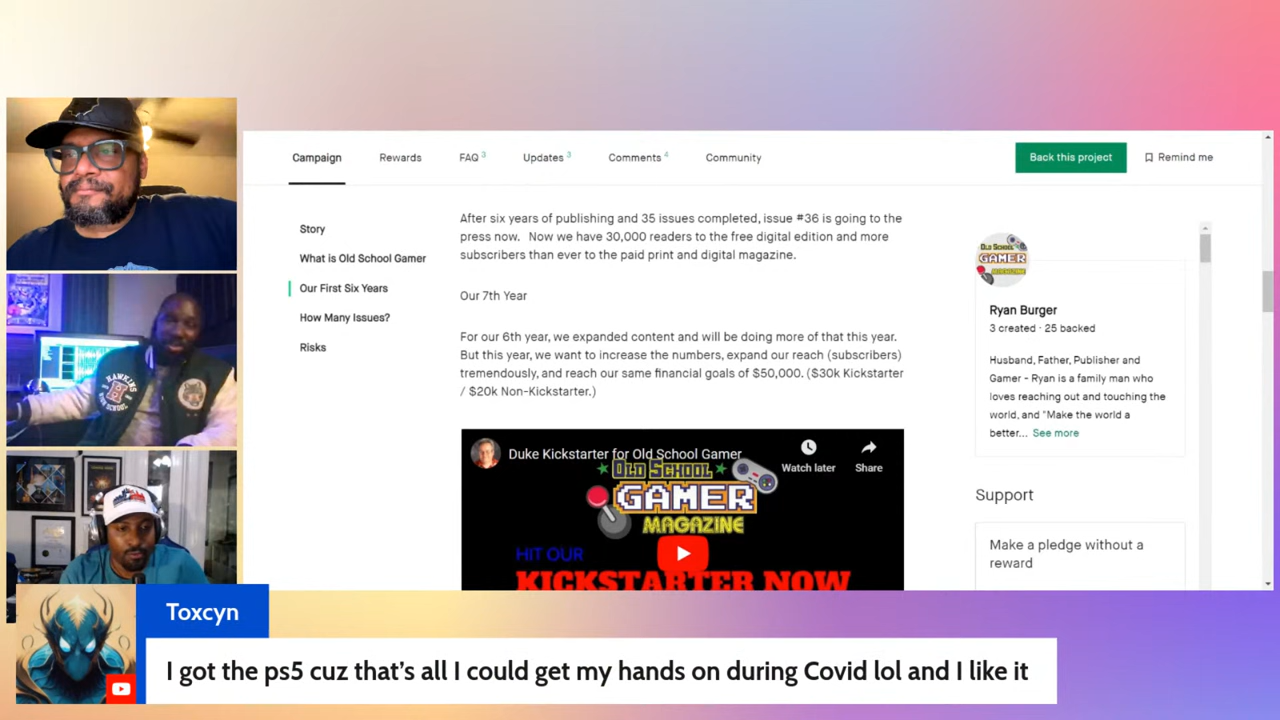 Campaign
Rewards
FAQ 3
Updates 3
Comments 4
Community
Back this project
Remind me
Story
What is Old School Gamer
Our First Six Years
How Many Issues?
Risks
After six years of publishing and 35 issues completed, issue #36 is going to the
press now. Now we have 30,000 readers to the free digital edition and more
subscribers than ever to the paid print and digital magazine.
Our 7th Year
For our 6th year, we expanded content and will be doing more of that this year.
But this year, we want to increase the numbers, expand our reach (subscribers)
tremendously, and reach our same financial goals of $50,000. ($30k Kickstarter
/ $20k Non-Kickstarter.)
Duke Kickstarter for Old School Gamer
Watch later
Share
OLD SCHOOL
GAMER
MAGAZINE
HIT OUR
KICKSTARTER NOW
OLD SCHOOL
GAMER
MAGAZINE
Ryan Burger
3 created · 25 backed
Husband, Father, Publisher and
Gamer - Ryan is a family man who
loves reaching out and touching the
world, and "Make the world a
better... See more
Support
Make a pledge without a
reward
HAWKINS
HIGH SCHOOL
Toxcyn
I got the ps5 cuz that's all I could get my hands on during Covid lol and I like it